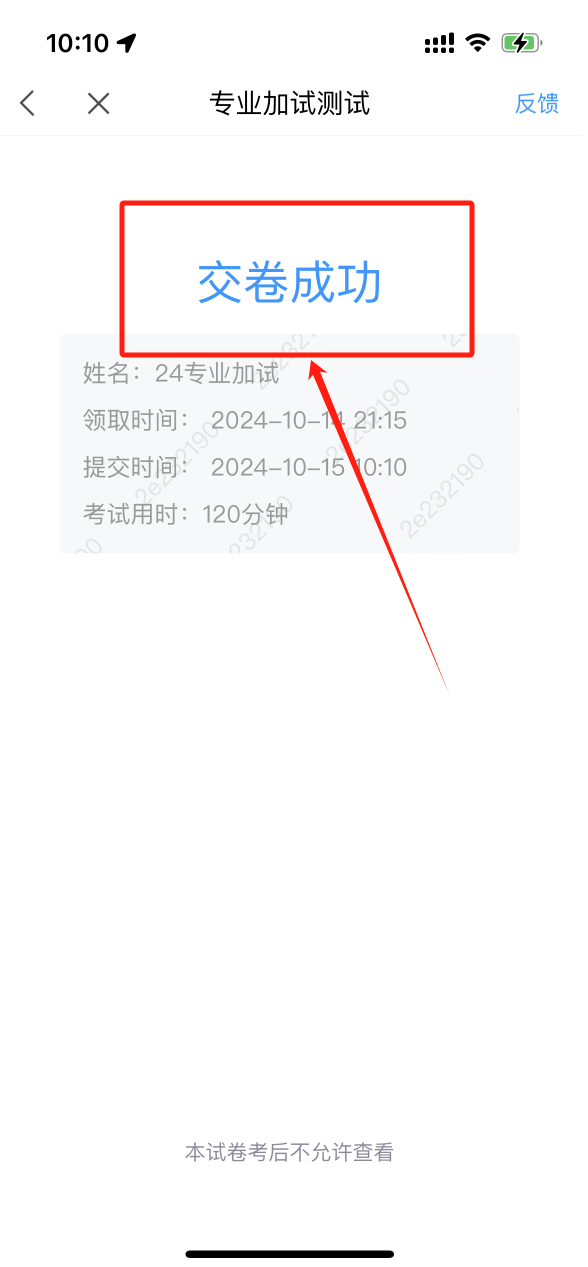 10:10
专业加试测试
反馈
交卷成功
姓名：24专业加试
领取时间： 2024-10-14 21:15
提交时间： 2024-10-15 10:10
考试用时：120分钟
2e232190
2e232190
2e232190
本试卷考后不允许查看